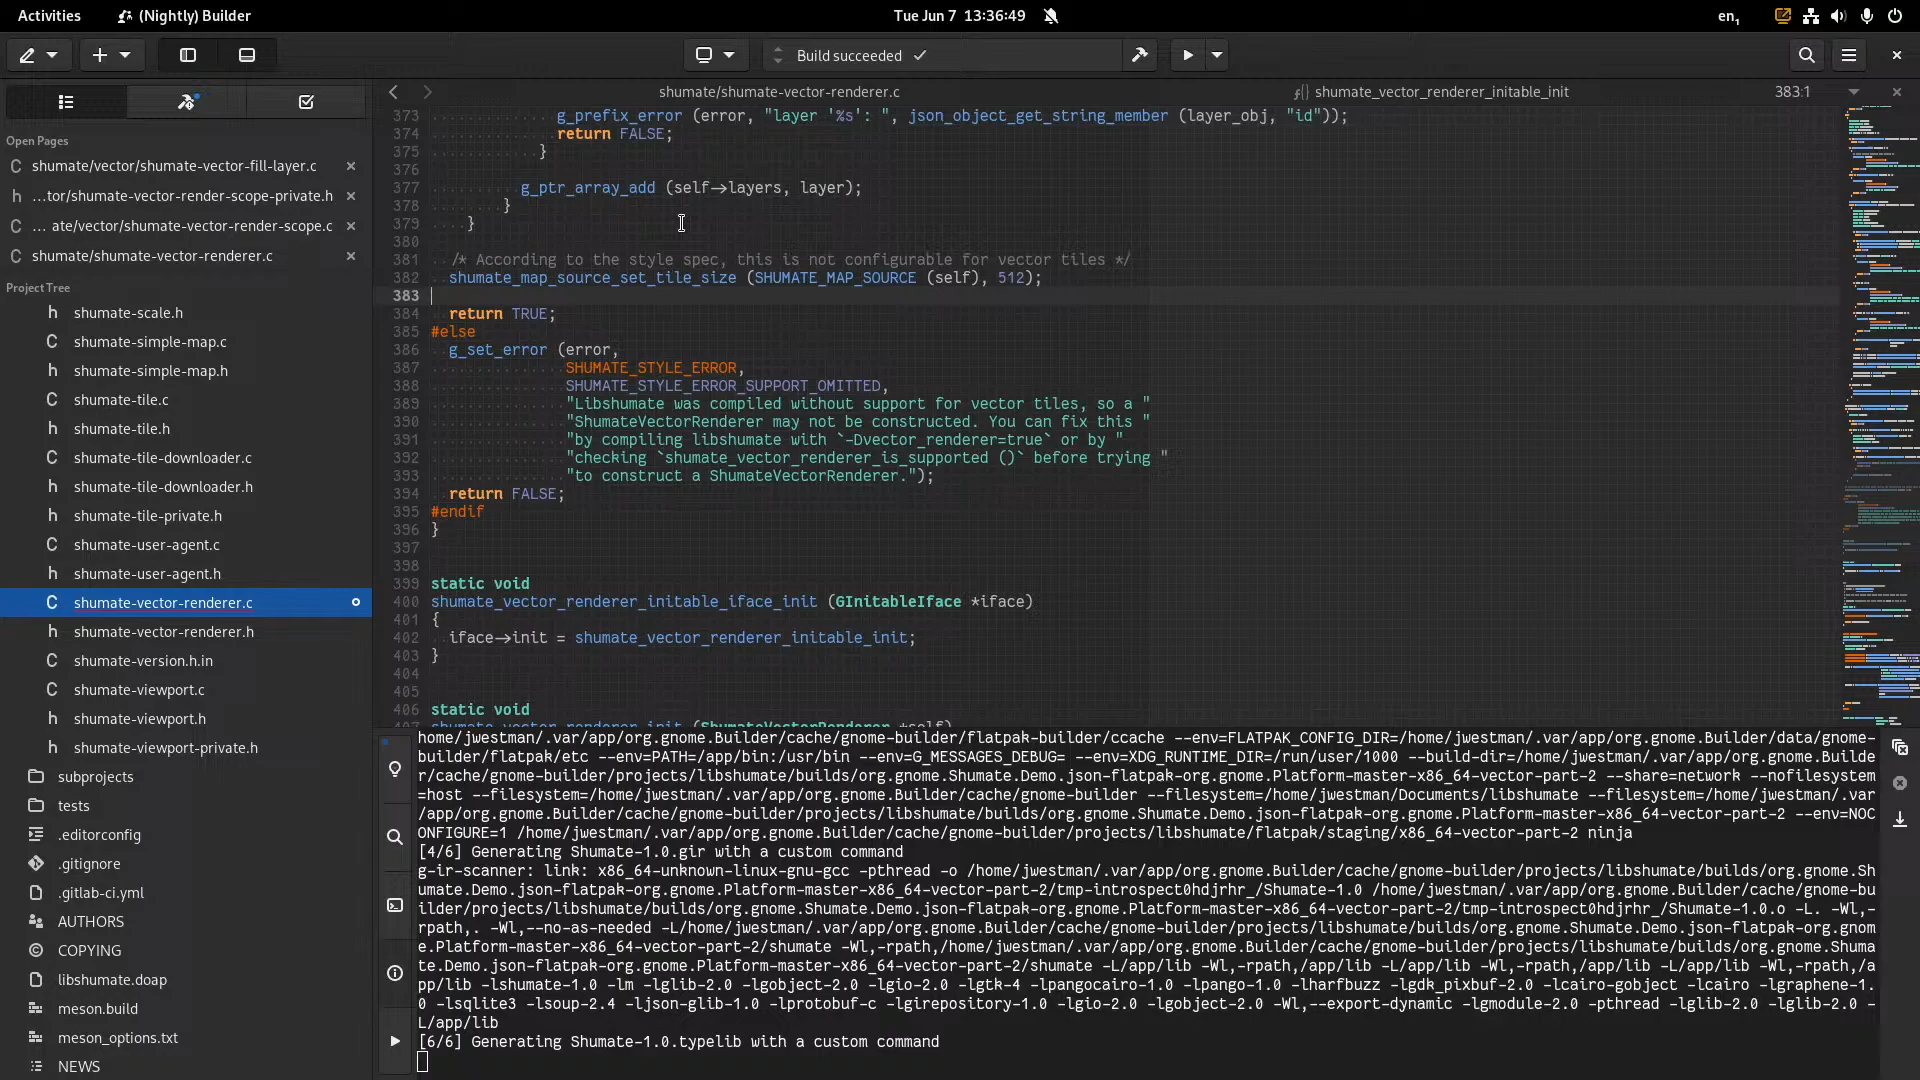 Activities
(Nightly) Builder
Tue Jun 7 13:36:49
en₁
Build succeeded
Open Pages
shumate/vector/shumate-vector-fill-layer.c
…tor/shumate-vector-render-scope-private.h
… ate/vector/shumate-vector-render-scope.c
shumate/shumate-vector-renderer.c
Project Tree
h shumate-scale.h
C shumate-simple-map.c
h shumate-simple-map.h
C shumate-tile.c
h shumate-tile.h
C shumate-tile-downloader.c
h shumate-tile-downloader.h
h shumate-tile-private.h
C shumate-user-agent.c
h shumate-user-agent.h
C shumate-vector-renderer.c
h shumate-vector-renderer.h
C shumate-version.h.in
C shumate-viewport.c
h shumate-viewport.h
h shumate-viewport-private.h
subprojects
tests
.editorconfig
.gitignore
.gitlab-ci.yml
AUTHORS
COPYING
libshumate.doap
meson.build
meson_options.txt
NEWS
shumate/shumate-vector-renderer.c
shumate_vector_renderer_initable_init
383:1
373 g_prefix_error (error, "layer '%s': ", json_object_get_string_member (layer_obj, "id"));
374 return FALSE;
375 }
376
377 g_ptr_array_add (self->layers, layer);
378 }
379 }
380
381 /* According to the style spec, this is not configurable for vector tiles */
382 shumate_map_source_set_tile_size (SHUMATE_MAP_SOURCE (self), 512);
383
384 return TRUE;
385 #else
386 g_set_error (error,
387 SHUMATE_STYLE_ERROR,
388 SHUMATE_STYLE_ERROR_SUPPORT_OMITTED,
389 "Libshumate was compiled without support for vector tiles, so a "
390 "ShumateVectorRenderer may not be constructed. You can fix this "
391 "by compiling libshumate with `-Dvector_renderer=true` or by "
392 "checking `shumate_vector_renderer_is_supported ()` before trying "
393 "to construct a ShumateVectorRenderer.");
394 return FALSE;
395 #endif
396 }
397
398
399 static void
400 shumate_vector_renderer_initable_iface_init (GInitableIface *iface)
401 {
402 iface->init = shumate_vector_renderer_initable_init;
403 }
404
405
406 static void
407 shumate_vector_renderer_init (ShumateVectorRenderer *self)
home/jwestman/.var/app/org.gnome.Builder/cache/gnome-builder/flatpak-builder/ccache --env=FLATPAK_CONFIG_DIR=/home/jwestman/.var/app/org.gnome.Builder/data/gnome-
builder/flatpak/etc --env=PATH=/app/bin:/usr/bin --env=G_MESSAGES_DEBUG= --env=XDG_RUNTIME_DIR=/run/user/1000 --build-dir=/home/jwestman/.var/app/org.gnome.Builde
r/cache/gnome-builder/projects/libshumate/builds/org.gnome.Shumate.Demo.json-flatpak-org.gnome.Platform-master-x86_64-vector-part-2 --share=network --nofilesystem
=host --filesystem=/home/jwestman/.var/app/org.gnome.Builder/cache/gnome-builder --filesystem=/home/jwestman/Documents/libshumate --filesystem=/home/jwestman/.var
/app/org.gnome.Builder/cache/gnome-builder/projects/libshumate/builds/org.gnome.Shumate.Demo.json-flatpak-org.gnome.Platform-master-x86_64-vector-part-2 --env=NOC
ONFIGURE=1 /home/jwestman/.var/app/org.gnome.Builder/cache/gnome-builder/projects/libshumate/flatpak/staging/x86_64-vector-part-2 ninja
[4/6] Generating Shumate-1.0.gir with a custom command
g-ir-scanner: link: x86_64-unknown-linux-gnu-gcc -pthread -o /home/jwestman/.var/app/org.gnome.Builder/cache/gnome-builder/projects/libshumate/builds/org.gnome.Sh
umate.Demo.json-flatpak-org.gnome.Platform-master-x86_64-vector-part-2/tmp-introspect0hdjrhr_/Shumate-1.0 /home/jwestman/.var/app/org.gnome.Builder/cache/gnome-bu
ilder/projects/libshumate/builds/org.gnome.Shumate.Demo.json-flatpak-org.gnome.Platform-master-x86_64-vector-part-2/tmp-introspect0hdjrhr_/Shumate-1.0.o -L. -Wl,-
rpath,. -Wl,--no-as-needed -L/home/jwestman/.var/app/org.gnome.Builder/cache/gnome-builder/projects/libshumate/builds/org.gnome.Shumate.Demo.json-flatpak-org.gnom
e.Platform-master-x86_64-vector-part-2/shumate -Wl,-rpath,/home/jwestman/.var/app/org.gnome.Builder/cache/gnome-builder/projects/libshumate/builds/org.gnome.Shuma
te.Demo.json-flatpak-org.gnome.Platform-master-x86_64-vector-part-2/shumate -L/app/lib -Wl,-rpath,/app/lib -L/app/lib -Wl,-rpath,/app/lib -L/app/lib -Wl,-rpath,/a
pp/lib -lshumate-1.0 -lm -lglib-2.0 -lgobject-2.0 -lgio-2.0 -lgtk-4 -lpangocairo-1.0 -lpango-1.0 -lharfbuzz -lgdk_pixbuf-2.0 -lcairo-gobject -lcairo -lgraphene-1.
0 -lsqlite3 -lsoup-2.4 -ljson-glib-1.0 -lprotobuf-c -lgirepository-1.0 -lgio-2.0 -lgobject-2.0 -Wl,--export-dynamic -lgmodule-2.0 -pthread -lglib-2.0 -lglib-2.0 -
L/app/lib
[6/6] Generating Shumate-1.0.typelib with a custom command